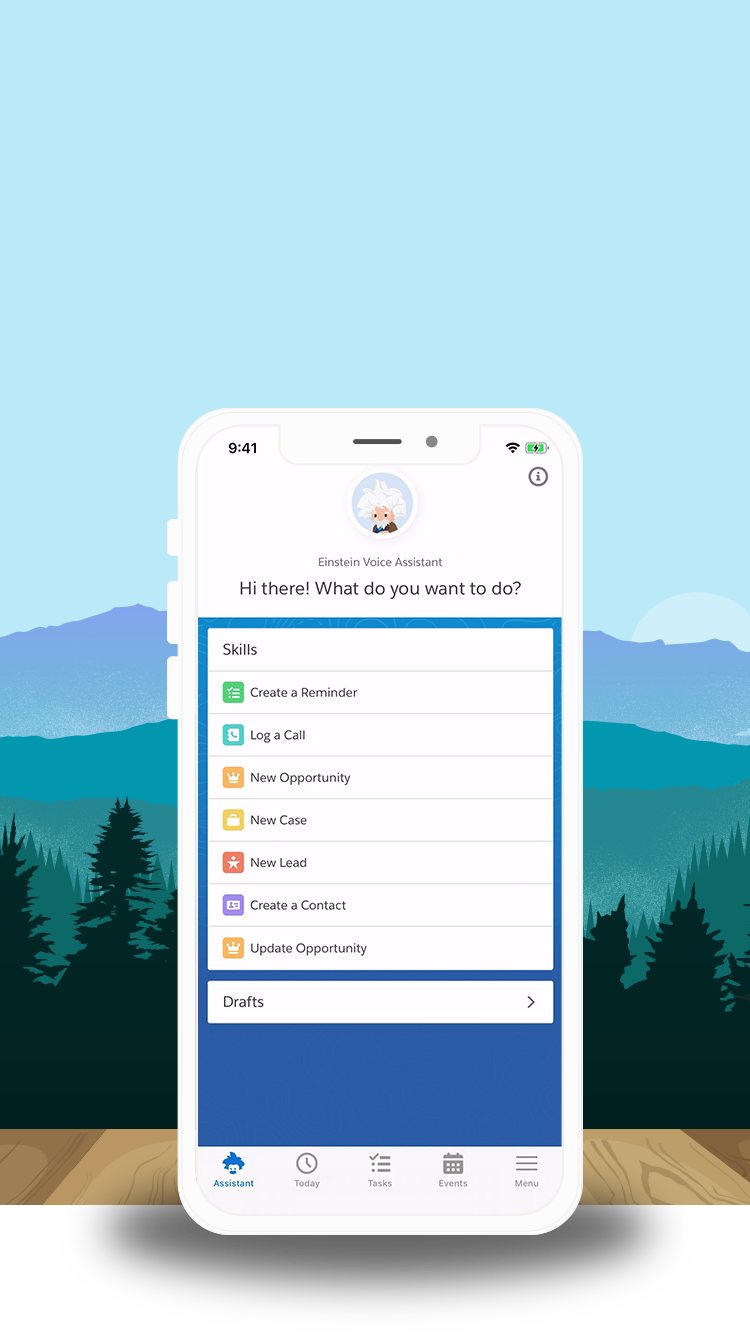 9:41
Einstein Voice Assistant
Hi there! What do you want to do?
Skills
Create a Reminder
Log a Call
New Opportunity
New Case
New Lead
Create a Contact
Update Opportunity
Drafts
Assistant Today Tasks Events Menu